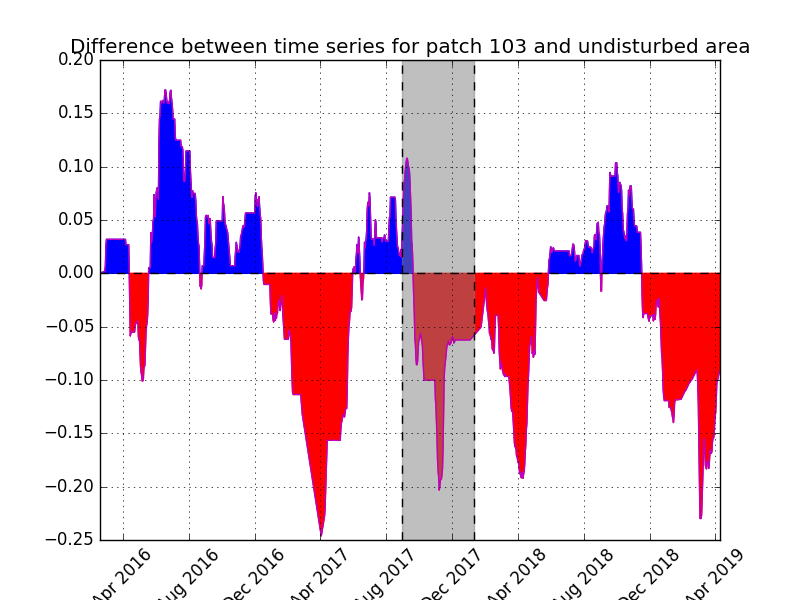 Difference between time series for patch 103 and undisturbed area
0.20
0.15
0.10
0.05
0.00
−0.05
−0.10
−0.15
−0.20
−0.25
Apr 2016
Aug 2016
Dec 2016
Apr 2017
Aug 2017
Dec 2017
Apr 2018
Aug 2018
Dec 2018
Apr 2019